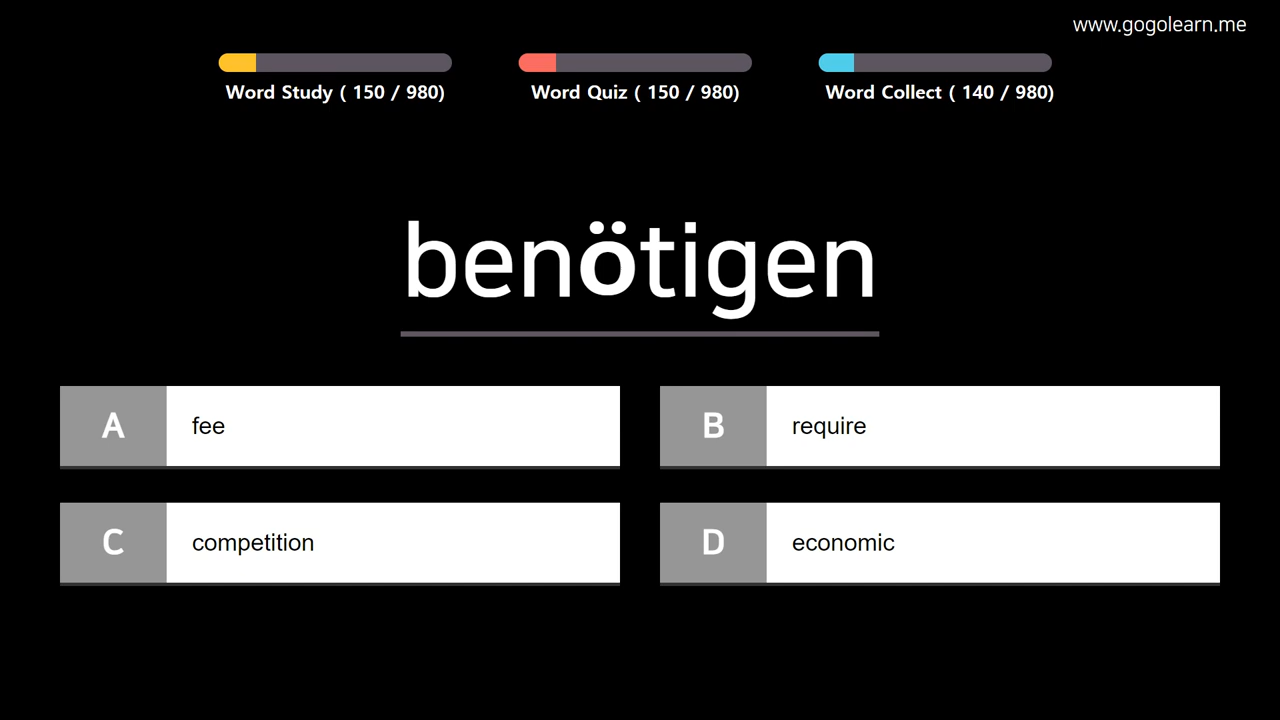 www.gogolearn.me
Word Study ( 150 / 980)
Word Quiz ( 150 / 980)
Word Collect ( 140 / 980)
benötigen
A fee
B require
C competition
D economic